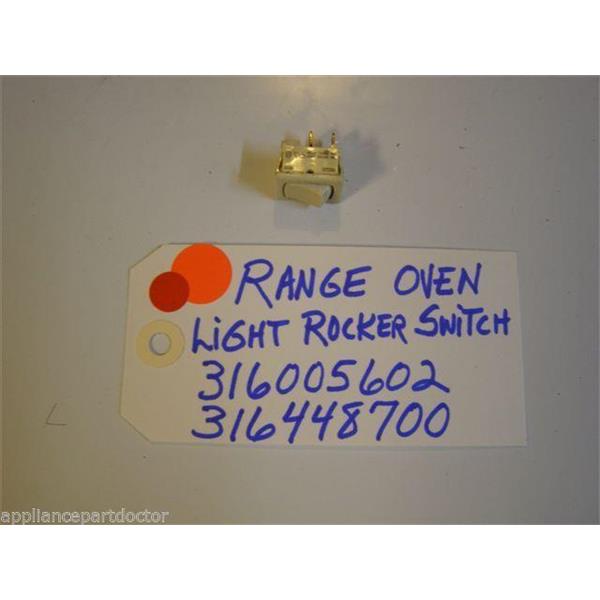 RANGE OVEN
LiGHT ROCKER SWiTCH
316005602
316448700
appliancepartdoctor